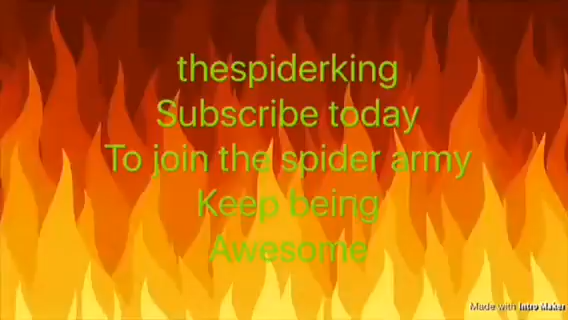 thespiderking
Subscribe today
To join the spider army
Keep being
Awesome
Made with Intro Maker